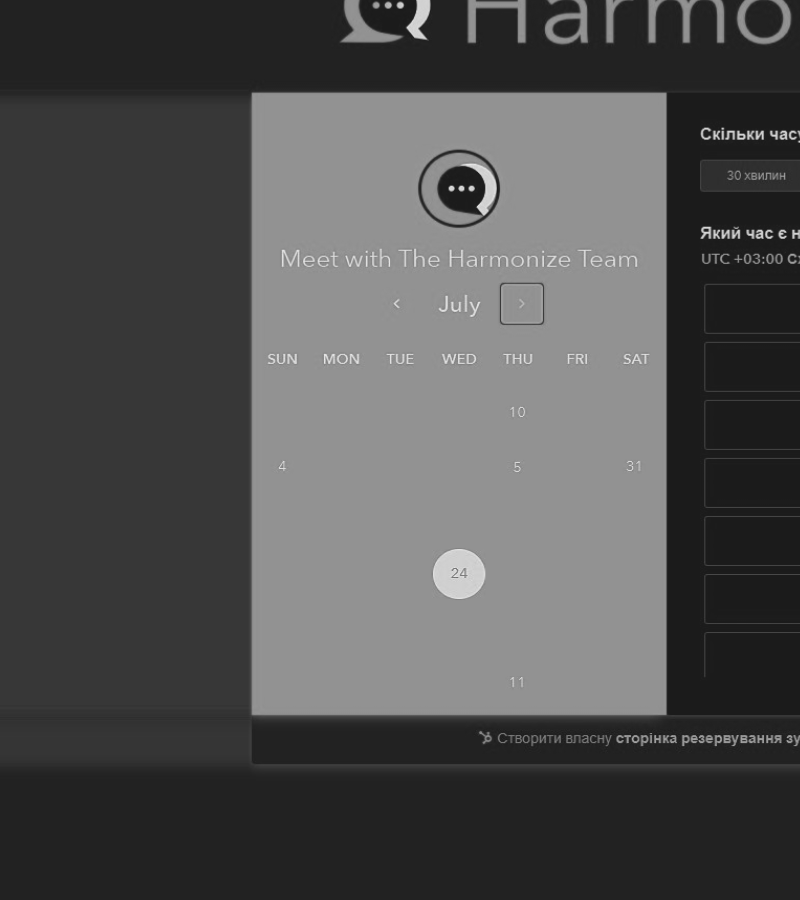 Harmo
Скільки часу
30 хвилин
Meet with The Harmonize Team
Який час є н
UTC +03:00
July
SUN MON TUE WED THU FRI SAT
10
4 5 31
24
11
Створити власну сторінка резервування зу